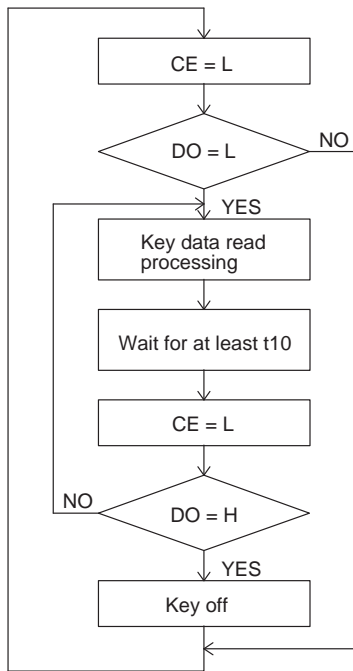 CE = L
DO = L
NO
YES
Key data read
processing
Wait for at least t10
CE = L
NO
DO = H
YES
Key off